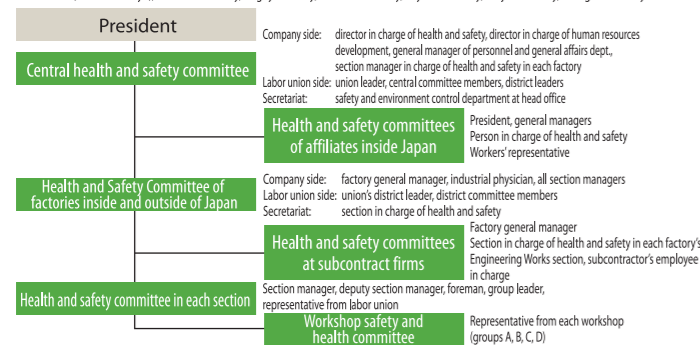 President
Central health and safety committee
Company side: director in charge of health and safety, director in charge of human resources
development, general manager of personnel and general affairs dept.,
section manager in charge of health and safety in each factory
Labor union side: union leader, central committee members, district leaders
Secretariat: safety and environment control department at head office
Health and safety committees
of affiliates inside Japan
President, general managers
Person in charge of health and safety
Workers' representative
Health and Safety Committee of
factories inside and outside of Japan
Company side: factory general manager, industrial physician, all section managers
Labor union side: union's district leader, district committee members
Secretariat: section in charge of health and safety
Health and safety committees
at subcontract firms
Factory general manager
Section in charge of health and safety in each factory's
Engineering Works section, subcontractor's employee
in charge
Health and safety committee in each section
Section manager, deputy section manager, foreman, group leader,
representative from labor union
Workshop safety and
health committee
Representative from each workshop
(groups A, B, C, D)